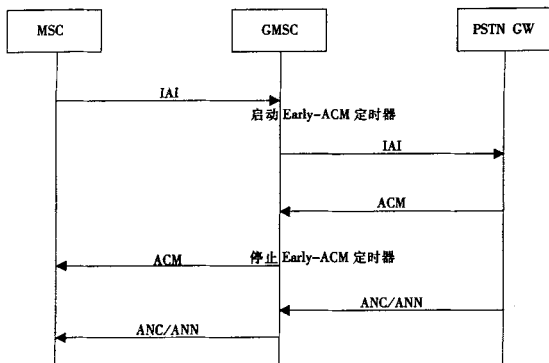 MSC GMSC PSTN GW
IAI
启动 Early-ACM 定时器
IAI
ACM
ACM
停止 Early-ACM 定时器
ANC/ANN
ANC/ANN